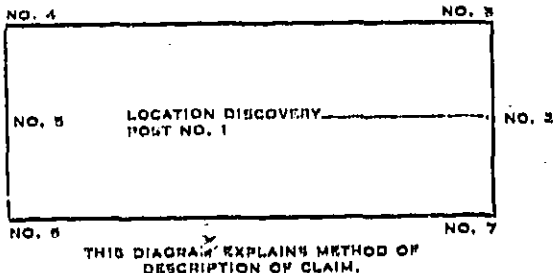 NO. 4 NO. 3
LOCATION DISCOVERY
NO. 5 NO. 2
POST NO. 1
NO. 6 NO. 7
THIS DIAGRAM EXPLAINS METHOD OF
DESCRIPTION OF CLAIM.